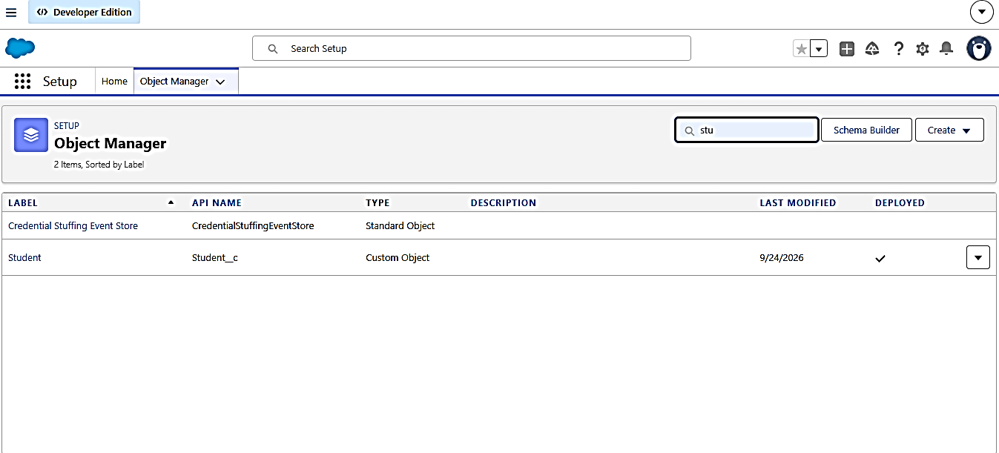 Developer Edition
Search Setup
Setup Home Object Manager
SETUP
Object Manager
2 Items, Sorted by Label
stu Schema Builder Create
LABEL API NAME TYPE DESCRIPTION LAST MODIFIED DEPLOYED
Credential Stuffing Event Store CredentialStuffingEventStore Standard Object
Student Student__c Custom Object 9/24/2026